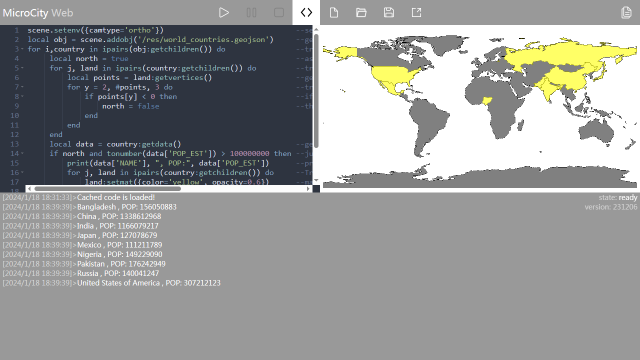 MicroCity Web
MicroCity.gitee.io
1 scene.setenv({camtype='ortho'})
2 local obj = scene.addobj('/res/world_countries.geojson')
3 for i,country in ipairs(obj:getchildren()) do
4 local north = true
5 for j, land in ipairs(country:getchildren()) do
6 local points = land:getvertices()
7 for y = 2, #points, 3 do
8 if points[y] < 0 then
9 north = false
10 end
11 end
12 end
13 local data = country:getdata()
14 if north and tonumber(data['POP_EST']) > 100000000 then
15 print(data['NAME'], ", POP:", data['POP_EST'])
16 for j, land in ipairs(country:getchildren()) do
17 land:setmat({color='yellow', opacity=0.6})
[2024/1/18 18:31:33]>Cached code is loaded!
[2024/1/18 18:39:39]>Bangladesh , POP: 156050883
[2024/1/18 18:39:39]>China , POP: 1338612968
[2024/1/18 18:39:39]>India , POP: 1166079217
[2024/1/18 18:39:39]>Japan , POP: 127078679
[2024/1/18 18:39:39]>Mexico , POP: 111211789
[2024/1/18 18:39:39]>Nigeria , POP: 149229090
[2024/1/18 18:39:39]>Pakistan , POP: 176242949
[2024/1/18 18:39:39]>Russia , POP: 140041247
[2024/1/18 18:39:39]>United States of America , POP: 307212123
state: ready
version: 231206